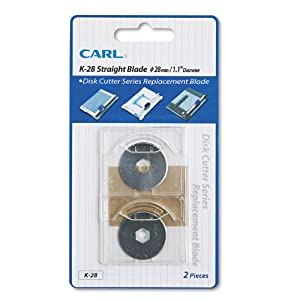 CARL
K-28 Straight Blade ϕ28mm/1.1" Diameter
•Disk Cutter Series Replacement Blade
Disk Cutter Series
Replacement Blade
K-28
2 Pieces